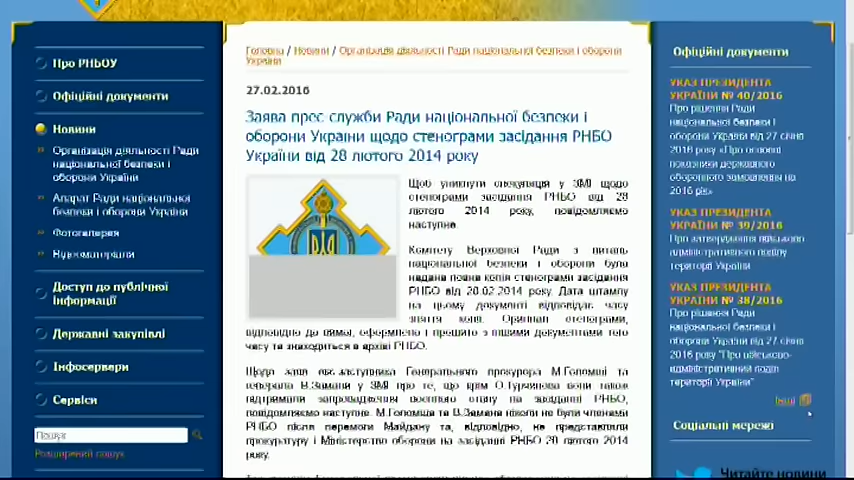 Про РНБОУ
Офіційні документи
Новини
Організація діяльності Ради
національної безпеки і
оборони України
Апарат Ради національної
безпеки і оборони України
Фотогалерея
Відеоматеріали
Доступ до публічної
інформації
Державні закупівлі
Інфосервери
Сервіси
Пошук
Розширений пошук
Головна / Новини / Організація діяльності Ради національної безпеки і оборони
України
27.02.2016
Заява прес-служби Ради національної безпеки і
оборони України щодо стенограми засідання РНБО
України від 28 лютого 2014 року
Щоб уникнути спекуляцій у ЗМІ щодо
стенограми засідання РНБО від 28
лютого 2014 року, повідомляємо
наступне.
Комітету Верховної Ради з питань
національної безпеки і оборони була
надана повна копія стенограми засідання
РНБО від 28.02.2014 року. Дата штампу
на цьому документі відповідає часу
зняття копії. Оригінал стенограми,
відповідно до вимог, оформлено і прошито з іншими документами того
часу та знаходиться в архіві РНБО.
Щодо заяв екс-заступника Генерального прокурора М.Голомші та
генерала В.Замани у ЗМІ про те, що крім О.Турчинова вони також
підтримали запровадження воєнного стану на засіданні РНБО,
повідомляємо наступне. М.Голомша та В.Замана ніколи не були членами
РНБО після перемоги Майдану та, відповідно, не представляли
прокуратуру і Міністерство оборони на засіданні РНБО 28 лютого 2014
року.
Офіційні документи
УКАЗ ПРЕЗИДЕНТА
УКРАЇНИ № 40/2016
Про рішення Ради
національної безпеки і
оборони України від 27 січня
2016 року «Про основні
показники державного
оборонного замовлення на
2016 рік»
УКАЗ ПРЕЗИДЕНТА
УКРАЇНИ № 39/2016
Про затвердження військово-
адміністративного поділу
території України
УКАЗ ПРЕЗИДЕНТА
УКРАЇНИ № 38/2016
Про рішення Ради
національної безпеки і
оборони України від 27 січня
2016 року "Про військово-
адміністративний поділ
території України"
Інші
Соціальні мережі
Читайте новини